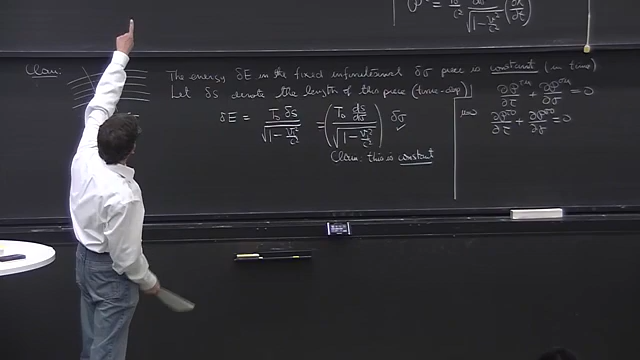 Claim: The energy δE in the fixed infinitesimal δσ piece is constant (in time)
Let δs denote the length of this piece (time-dep)
δE = T₀ δs / √(1 - v⊥²/c²) = ( T₀ ds/dσ / √(1 - v⊥²/c²) ) δσ ✓
Claim: this is constant
∂𝒫^τμ/∂τ + ∂𝒫^σμ/∂σ = 0
μ=0 ∂𝒫^τ0/∂τ + ∂𝒫^σ0/∂σ = 0